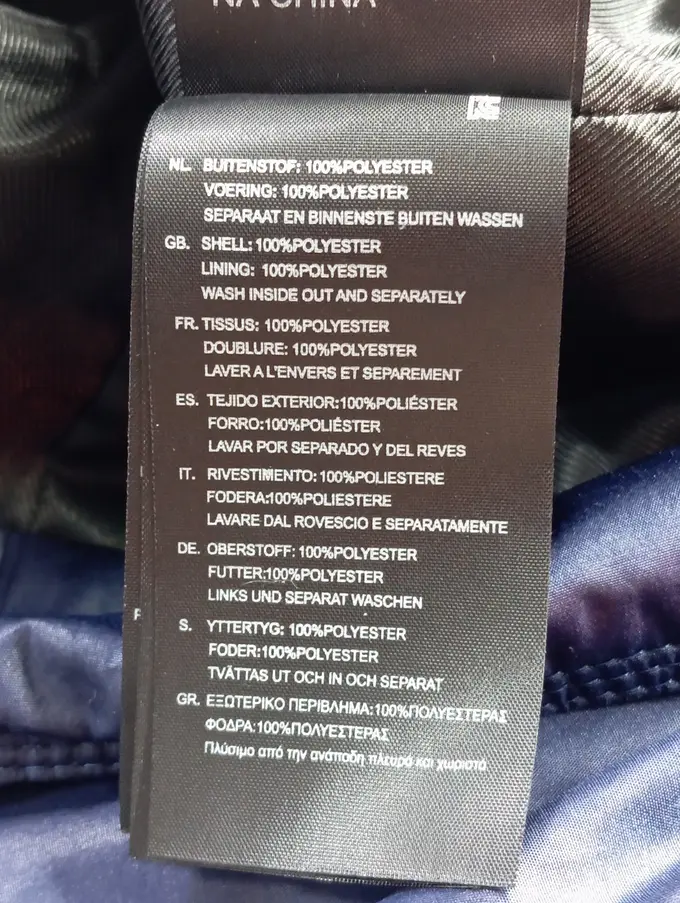 NA CHINA
NL. BUITENSTOF: 100%POLYESTER
VOERING: 100%POLYESTER
SEPARAAT EN BINNENSTE BUITEN WASSEN
GB. SHELL: 100%POLYESTER
LINING: 100%POLYESTER
WASH INSIDE OUT AND SEPARATELY
FR. TISSUS: 100%POLYESTER
DOUBLURE: 100%POLYESTER
LAVER A L'ENVERS ET SEPAREMENT
ES. TEJIDO EXTERIOR:100%POLIÉSTER
FORRO:100%POLIÉSTER
LAVAR POR SEPARADO Y DEL REVES
IT. RIVESTIMENTO: 100%POLIESTERE
FODERA:100%POLIESTERE
LAVARE DAL ROVESCIO E SEPARATAMENTE
DE. OBERSTOFF: 100%POLYESTER
FUTTER:100%POLYESTER
LINKS UND SEPARAT WASCHEN
S. YTTERTYG: 100%POLYESTER
FODER:100%POLYESTER
TVÄTTAS UT OCH IN OCH SEPARAT
GR. ΕΞΩΤΕΡΙΚΟ ΠΕΡΙΒΛΗΜΑ:100%ΠΟΛΥΕΣΤΕΡΑΣ
ΦΟΔΡΑ:100%ΠΟΛΥΕΣΤΕΡΑΣ
Πλύσιμο από την ανάποδη πλευρά και χωριστά